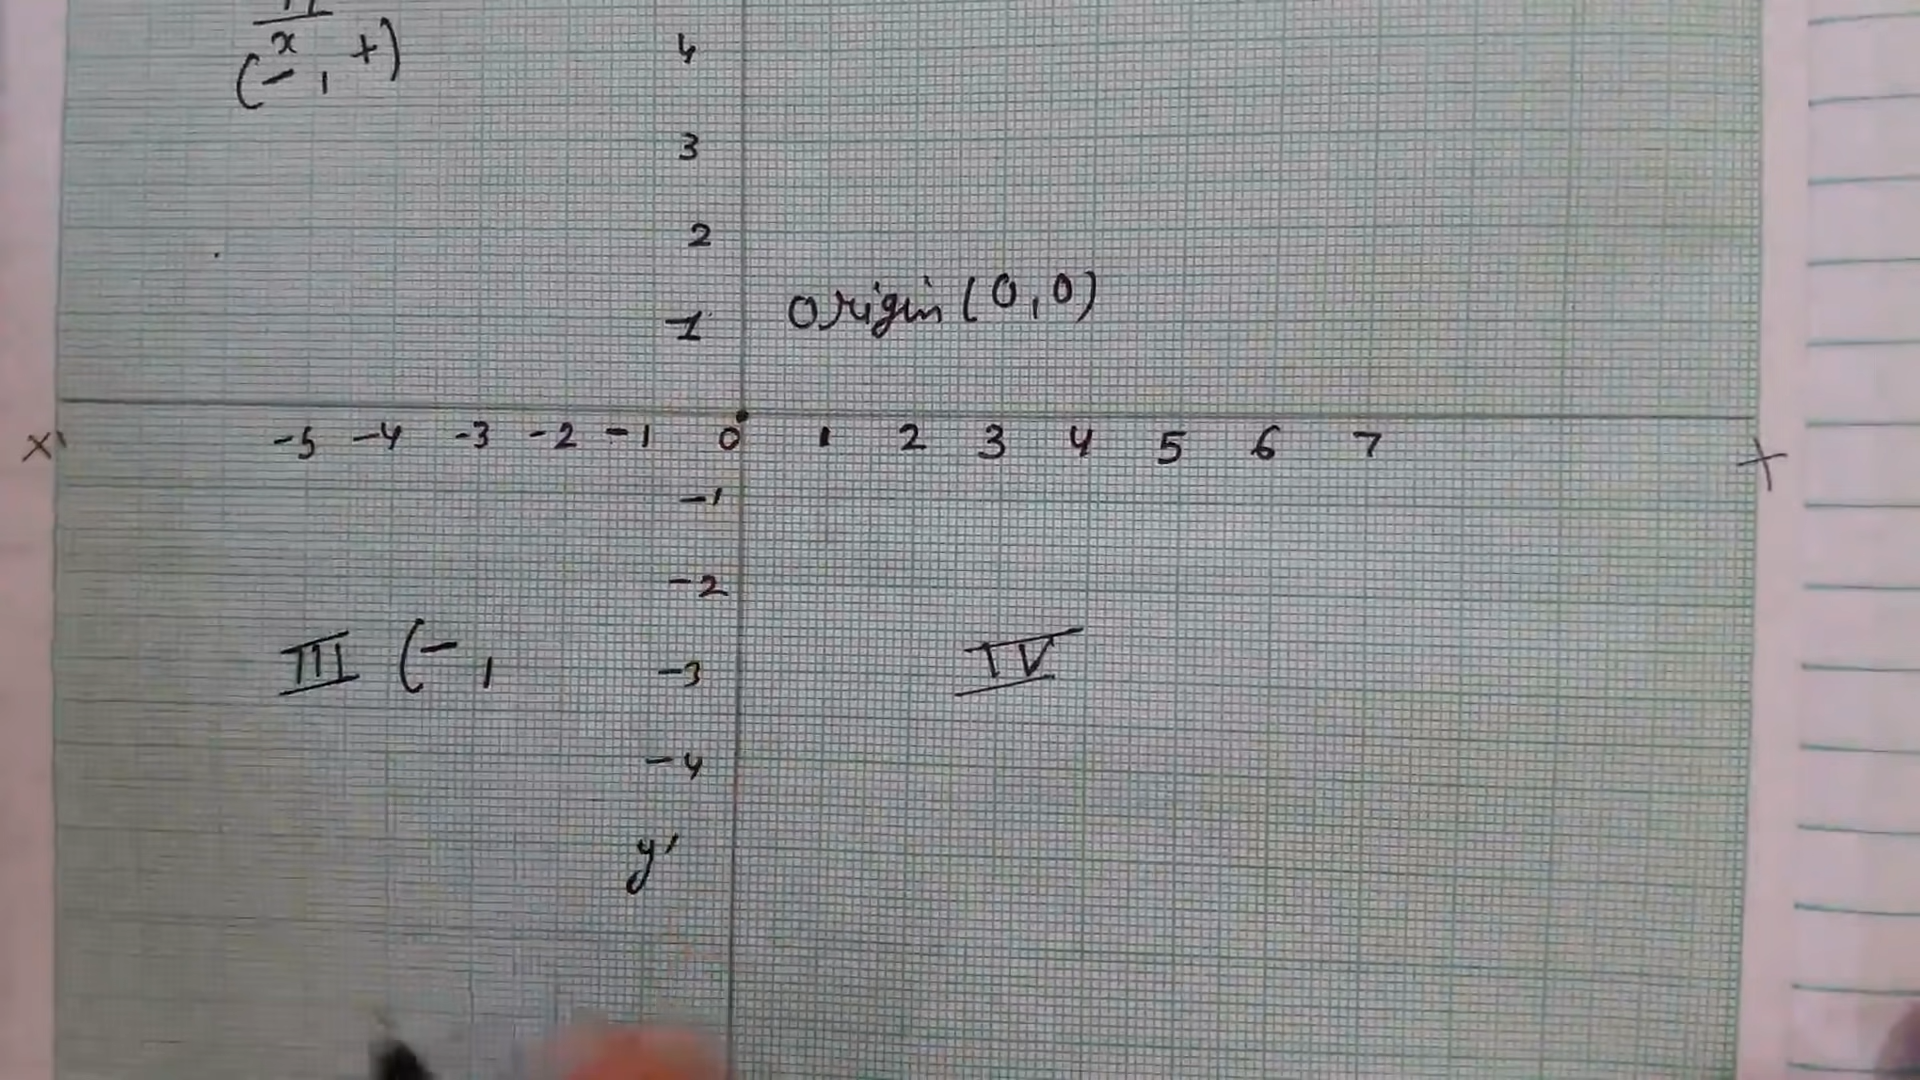 II
x
(-, +)
4
3
2
1
Origin (0,0)
X' -5 -4 -3 -2 -1 0 1 2 3 4 5 6 7 X
-1
-2
III (-,
-3
IV
-4
y'